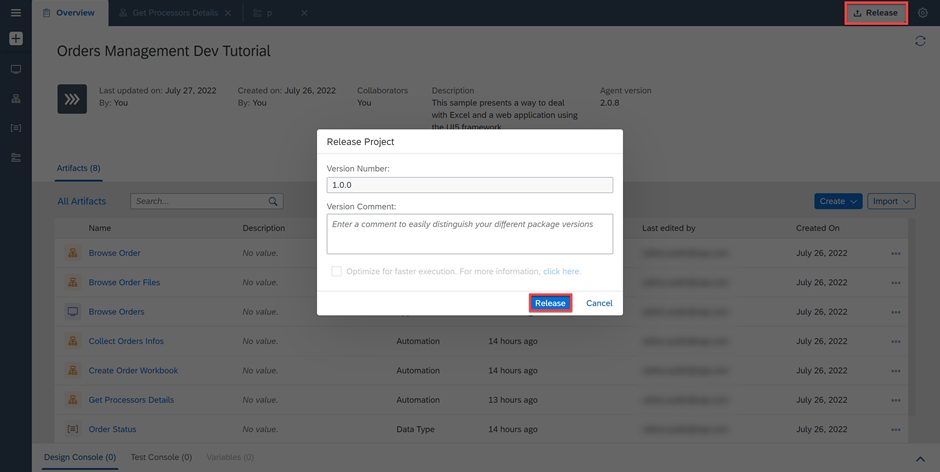 Overview
Get Processors Details
p
Release
Orders Management Dev Tutorial
Last updated on: July 27, 2022
By: You
Created on: July 26, 2022
By: You
Collaborators
You
Description
This sample presents a way to deal
with Excel and a web application using
the UI5 framework
Agent version
2.0.8
Release Project
Version Number:
1.0.0
Version Comment:
Enter a comment to easily distinguish your different package versions
Optimize for faster execution. For more information, click here.
Release
Cancel
Artifacts (8)
All Artifacts
Search...
Create
Import
Name
Description
Last edited by
Created On
Browse Order
No value.
July 26, 2022
Browse Order Files
No value.
July 26, 2022
Browse Orders
No value.
July 26, 2022
Collect Orders Infos
No value.
Automation
14 hours ago
July 26, 2022
Create Order Workbook
No value.
Automation
14 hours ago
July 26, 2022
Get Processors Details
No value.
Automation
13 hours ago
July 26, 2022
Order Status
No value.
Data Type
14 hours ago
July 26, 2022
Design Console (0)
Test Console (0)
Variables (0)